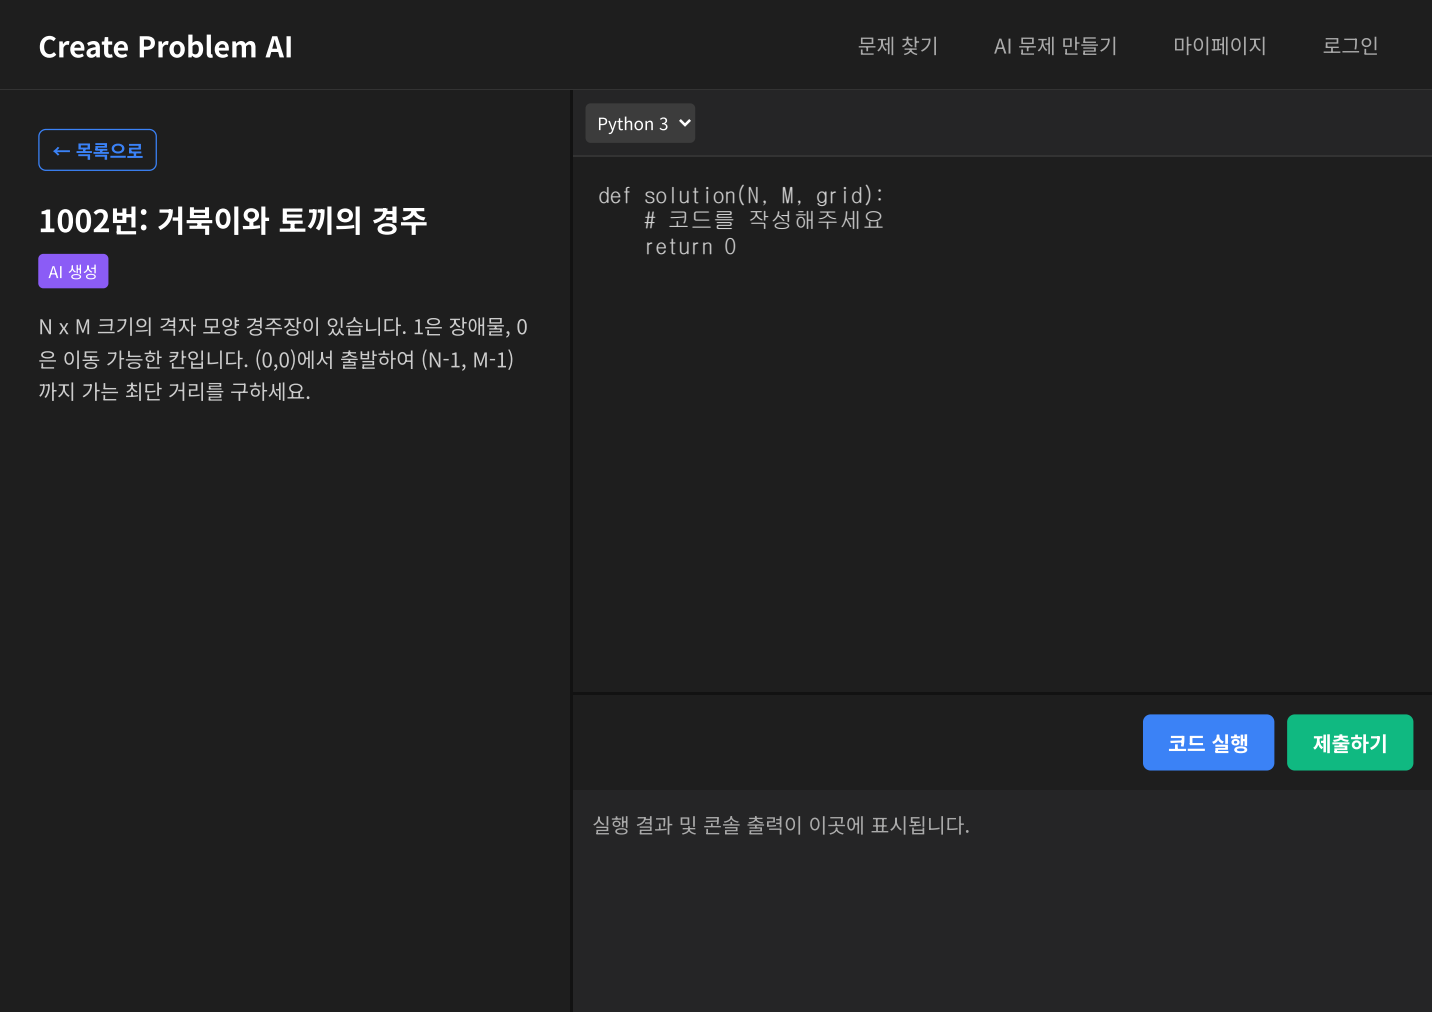 Create Problem AI
문제 찾기
AI 문제 만들기
마이페이지
로그인
← 목록으로
1002번: 거북이와 토끼의 경주
AI 생성
N x M 크기의 격자 모양 경주장이 있습니다. 1은 장애물, 0
은 이동 가능한 칸입니다. (0,0)에서 출발하여 (N-1, M-1)
까지 가는 최단 거리를 구하세요.
Python 3
def solution(N, M, grid):
    # 코드를 작성해주세요
    return 0
코드 실행
제출하기
실행 결과 및 콘솔 출력이 이곳에 표시됩니다.